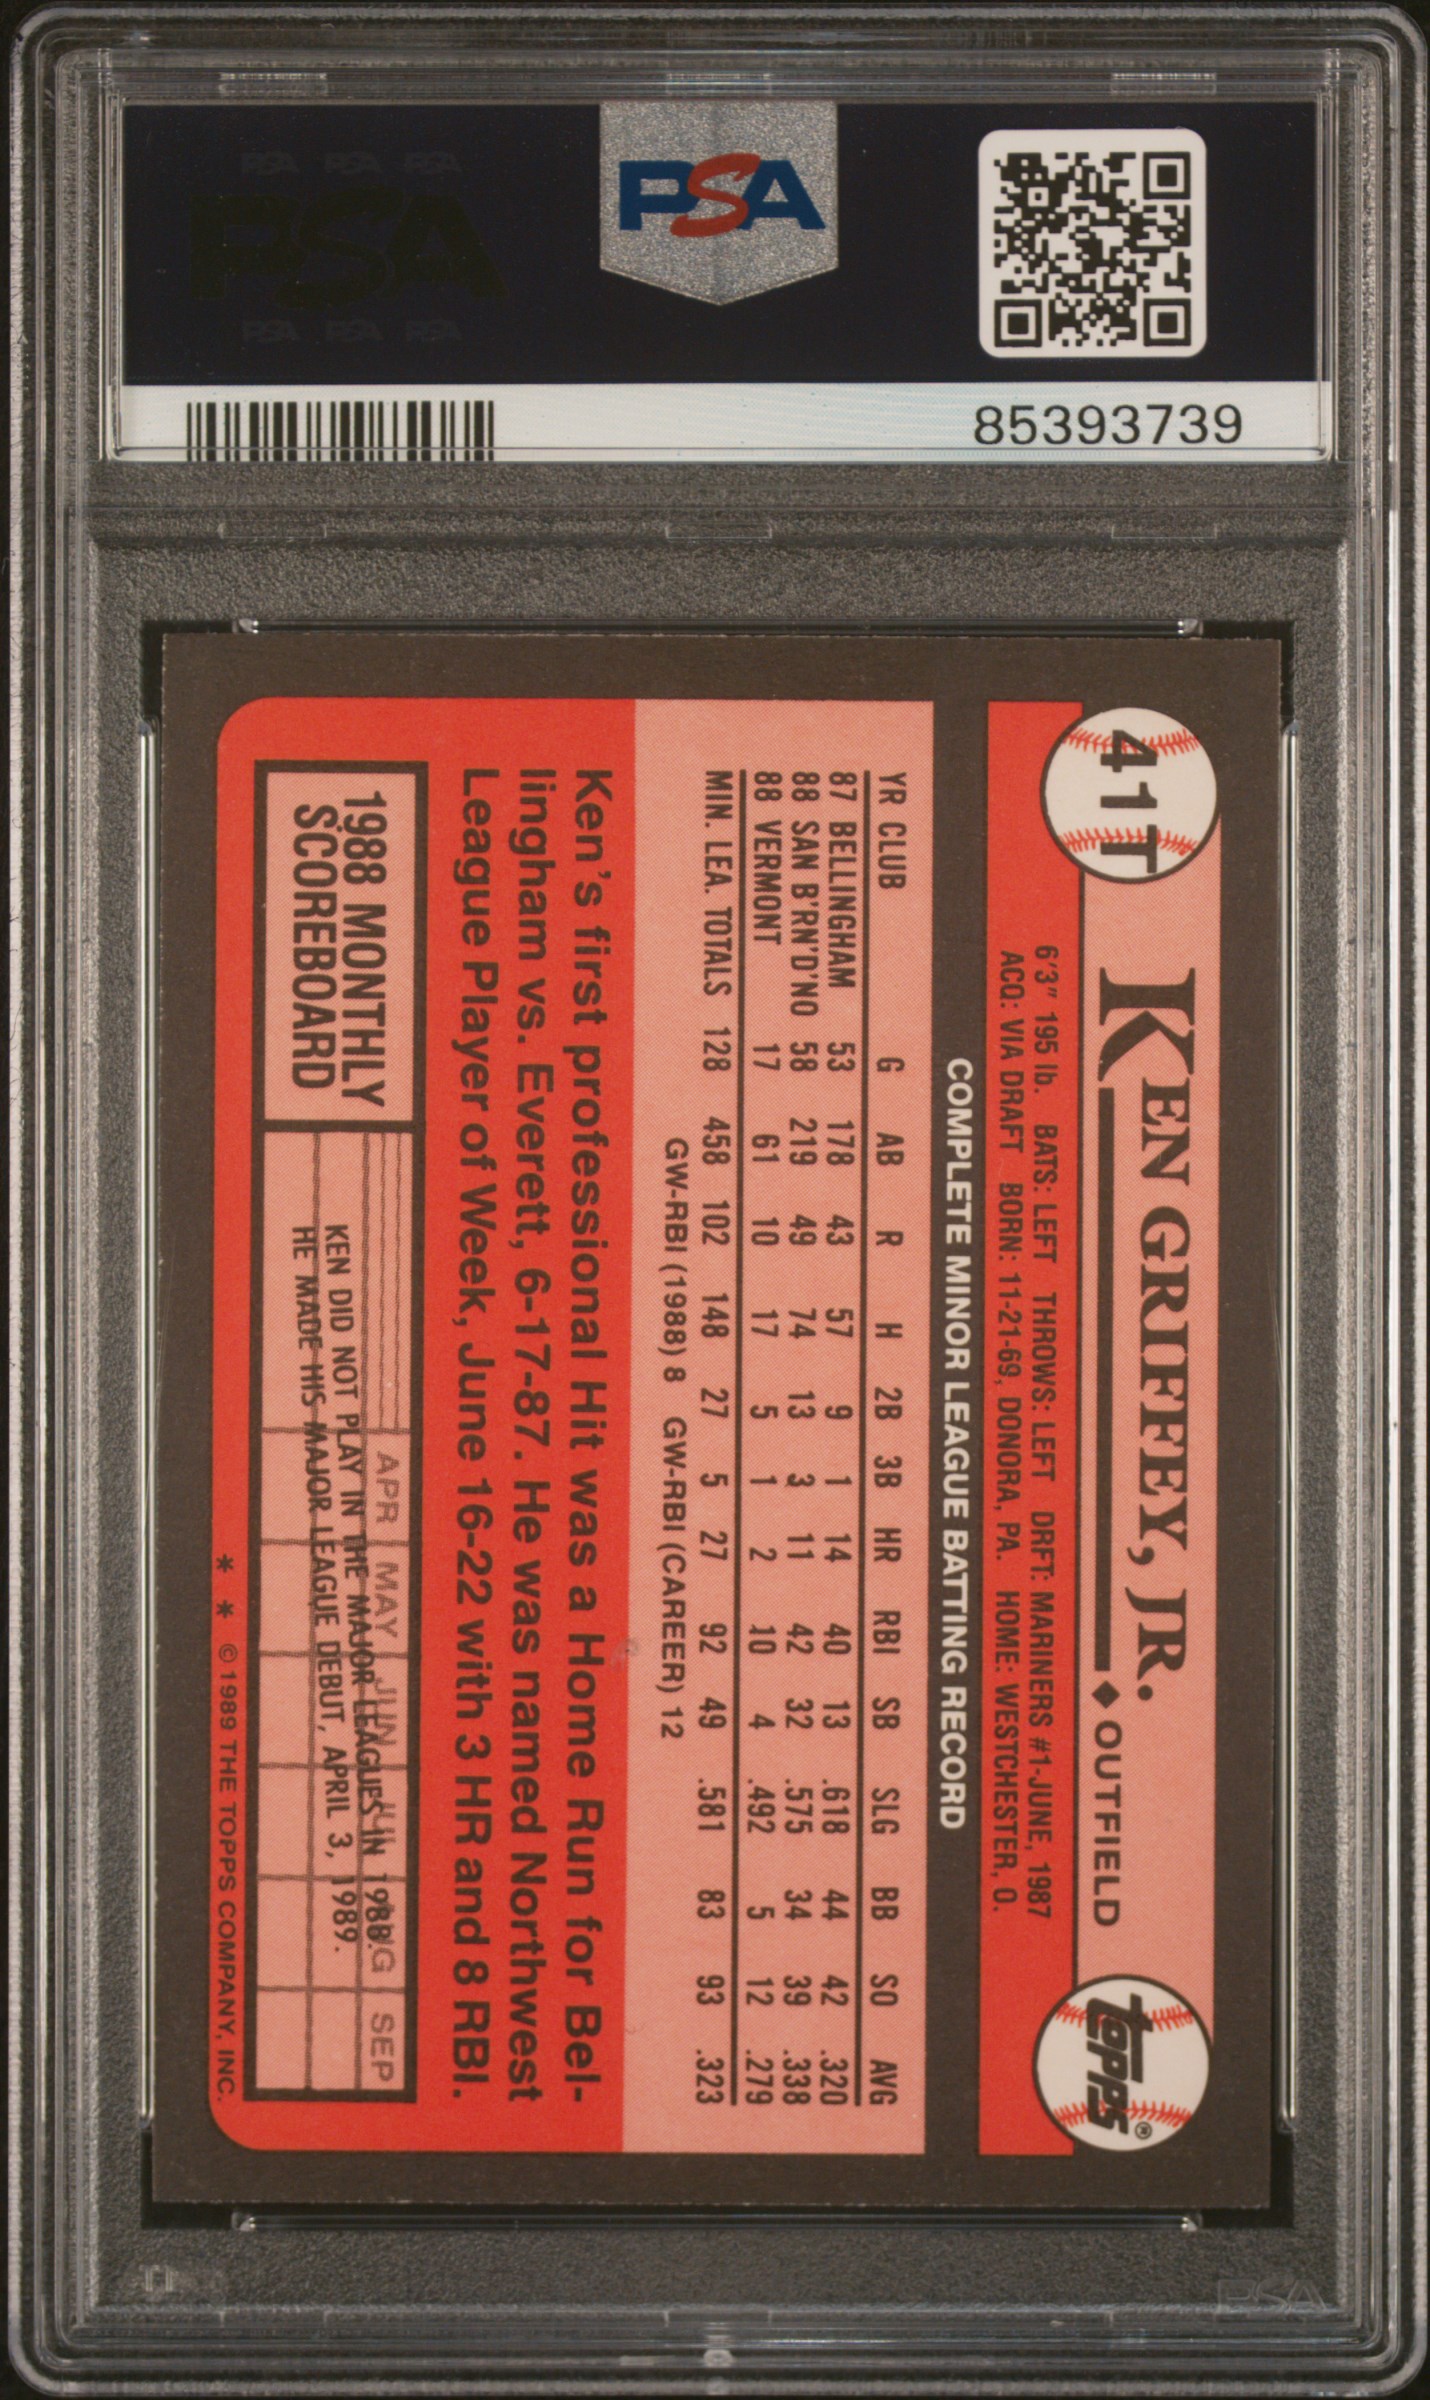 PSA PSA PSA
PSA
PSA PSA PSA
PSA
85393739
41T
KEN GRIFFEY, JR. ◆ OUTFIELD
topps®
6'3" 195 lb. BATS: LEFT THROWS: LEFT DRFT: MARINERS #1-JUNE, 1987
ACQ: VIA DRAFT BORN: 11-21-69, DONORA, PA. HOME: WESTCHESTER, O.
COMPLETE MINOR LEAGUE BATTING RECORD
YR CLUB G AB R H 2B 3B HR RBI SB SLG BB SO AVG
87 BELLINGHAM 53 178 43 57 9 1 14 40 13 .618 44 42 .320
88 SAN B'RN'D'NO 58 219 49 74 13 3 11 42 32 .575 34 39 .338
88 VERMONT 17 61 10 17 5 1 2 10 4 .492 5 12 .279
MIN. LEA. TOTALS 128 458 102 148 27 5 27 92 49 .581 83 93 .323
GW-RBI (1988) 8 GW-RBI (CAREER) 12
Ken's first professional Hit was a Home Run for Bel-
lingham vs. Everett, 6-17-87. He was named Northwest
League Player of Week, June 16-22 with 3 HR and 8 RBI.
1988 MONTHLY
SCOREBOARD
APR MAY JUN JUL AUG SEP
KEN DID NOT PLAY IN THE MAJOR LEAGUES IN 1988.
HE MADE HIS MAJOR LEAGUE DEBUT, APRIL 3, 1989.
* * ©1989 THE TOPPS COMPANY, INC.
PSA